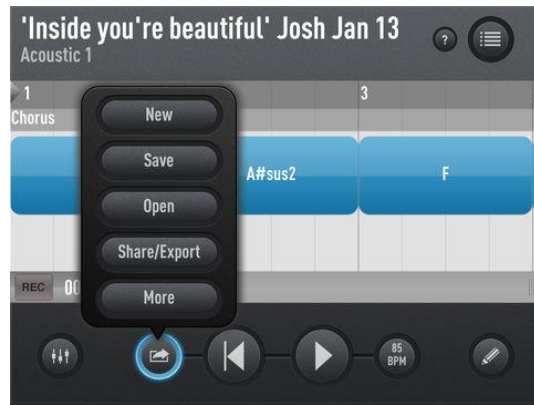 'Inside you're beautiful' Josh Jan 13
?
Acoustic 1
1
3
Chorus
New
Save
A#sus2
F
Open
Share/Export
REC
More
85
BPM